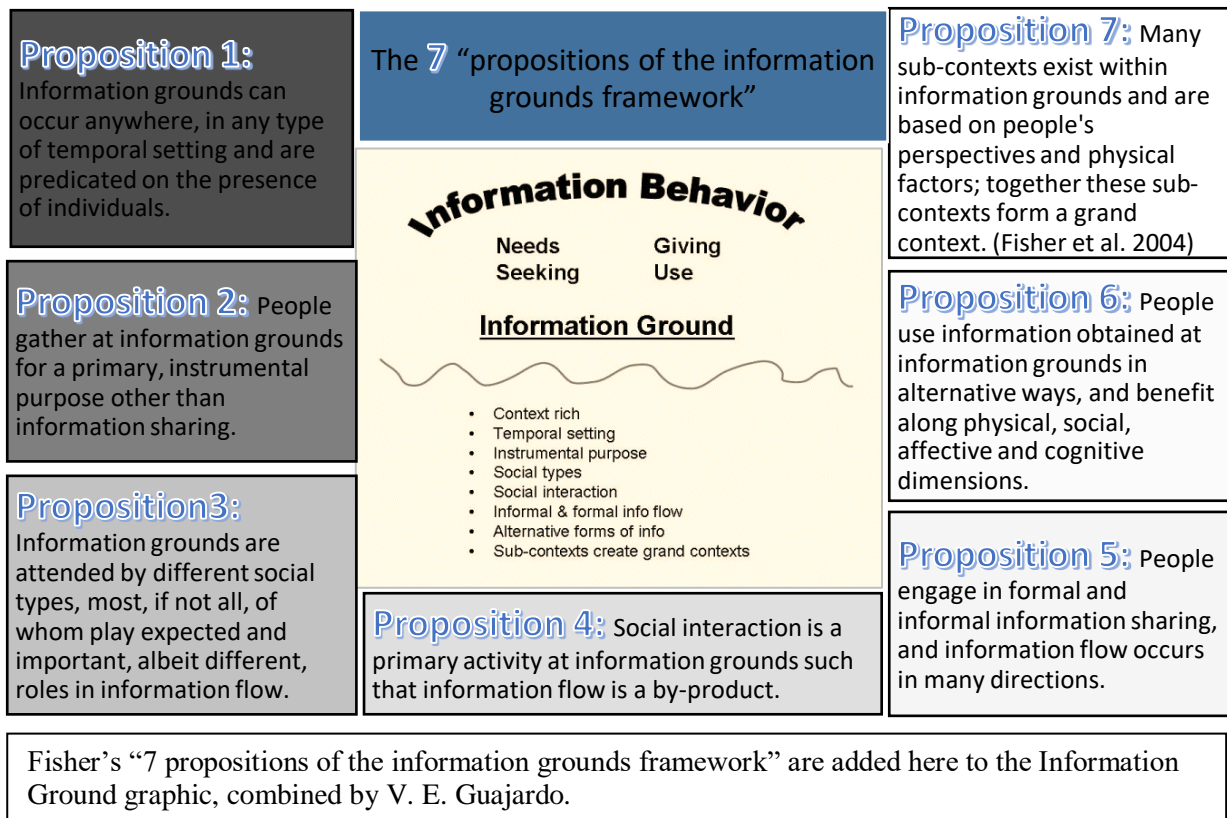 Proposition 1:
Information grounds can
occur anywhere, in any type
of temporal setting and are
predicated on the presence
of individuals.
Proposition 2: People
gather at information grounds
for a primary, instrumental
purpose other than
information sharing.
Proposition3:
Information grounds are
attended by different social
types, most, if not all, of
whom play expected and
important, albeit different,
roles in information flow.
The 7 “propositions of the information
grounds framework”
Information Behavior
Needs Giving
Seeking Use
Information Ground
• Context rich
• Temporal setting
• Instrumental purpose
• Social types
• Social interaction
• Informal & formal info flow
• Alternative forms of info
• Sub-contexts create grand contexts
Proposition 4: Social interaction is a
primary activity at information grounds such
that information flow is a by-product.
Proposition 7: Many
sub-contexts exist within
information grounds and are
based on people's
perspectives and physical
factors; together these sub-
contexts form a grand
context. (Fisher et al. 2004)
Proposition 6: People
use information obtained at
information grounds in
alternative ways, and benefit
along physical, social,
affective and cognitive
dimensions.
Proposition 5: People
engage in formal and
informal information sharing,
and information flow occurs
in many directions.
Fisher’s “7 propositions of the information grounds framework” are added here to the Information
Ground graphic, combined by V. E. Guajardo.